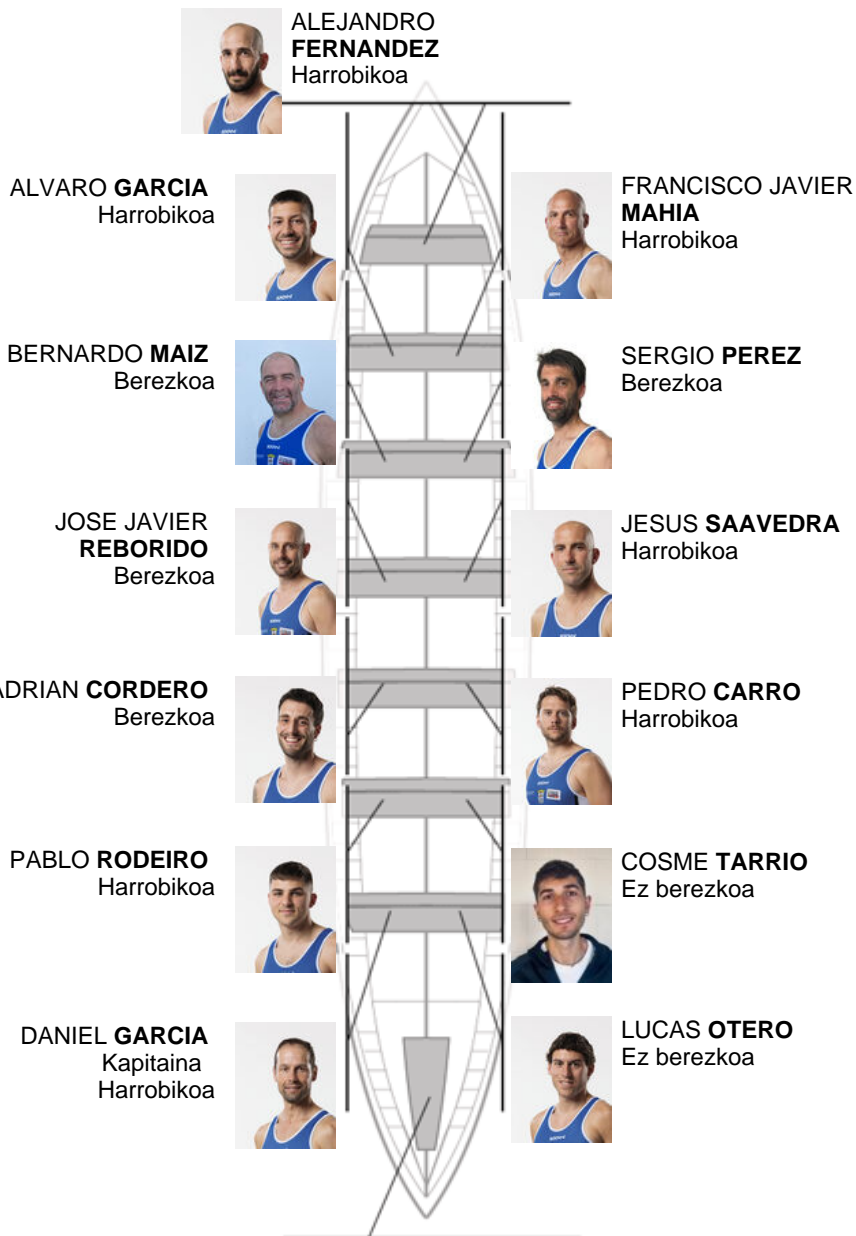 ALEJANDRO
FERNANDEZ
Harrobikoa
ALVARO GARCIA
Harrobikoa
FRANCISCO JAVIER
MAHIA
Harrobikoa
BERNARDO MAIZ
Berezkoa
SERGIO PEREZ
Berezkoa
JOSE JAVIER
REBORIDO
Berezkoa
JESUS SAAVEDRA
Harrobikoa
ADRIAN CORDERO
Berezkoa
PEDRO CARRO
Harrobikoa
PABLO RODEIRO
Harrobikoa
COSME TARRIO
Ez berezkoa
DANIEL GARCIA
Kapitaina
Harrobikoa
LUCAS OTERO
Ez berezkoa